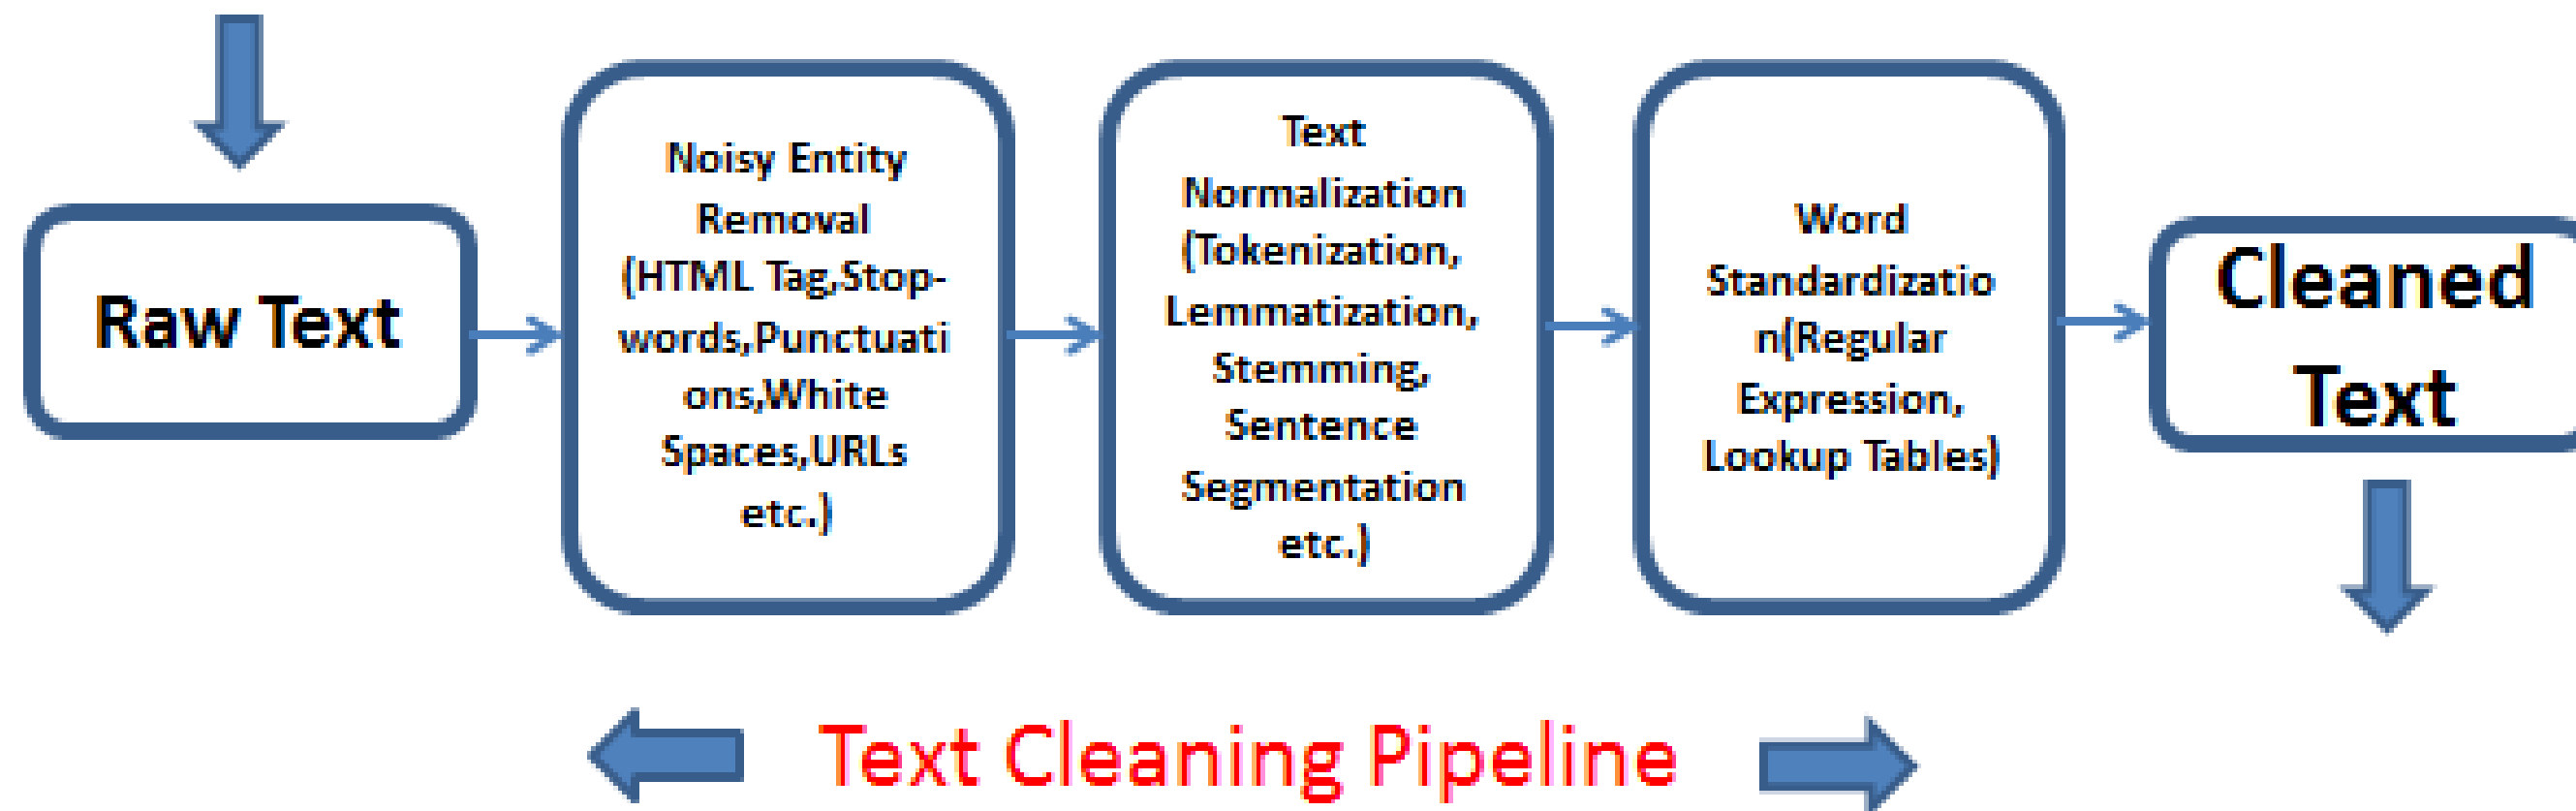 Raw Text
Noisy Entity
Removal
(HTML Tag,Stop-
words,Punctuati
ons,White
Spaces,URLs
etc.)
Text
Normalization
(Tokenization,
Lemmatization,
Stemming,
Sentence
Segmentation
etc.)
Word
Standardizatio
n(Regular
Expression,
Lookup Tables)
Cleaned
Text
Text Cleaning Pipeline